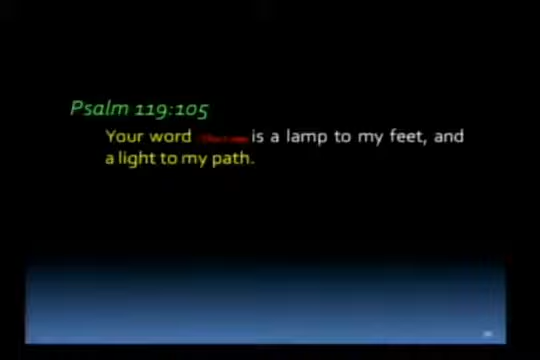 Psalm 119:105
Your word is a lamp to my feet, and
a light to my path.